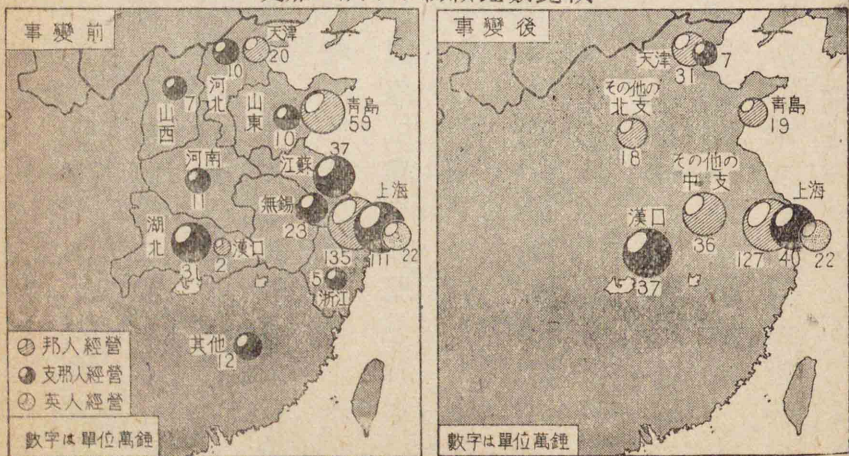 事變前
天津
20
10
河北
山西
7
山東
10
青島
59
河南
11
37
江蘇
無錫
23
上海
135
111
22
湖北
31
漢口
2
5
浙江
其他
12
邦人經營
支那人經營
英人經營
數字は單位萬錘
事變後
天津
31
7
その他の
北支
18
青島
19
その他の
中支
36
漢口
37
上海
127
40
22
數字は單位萬錘